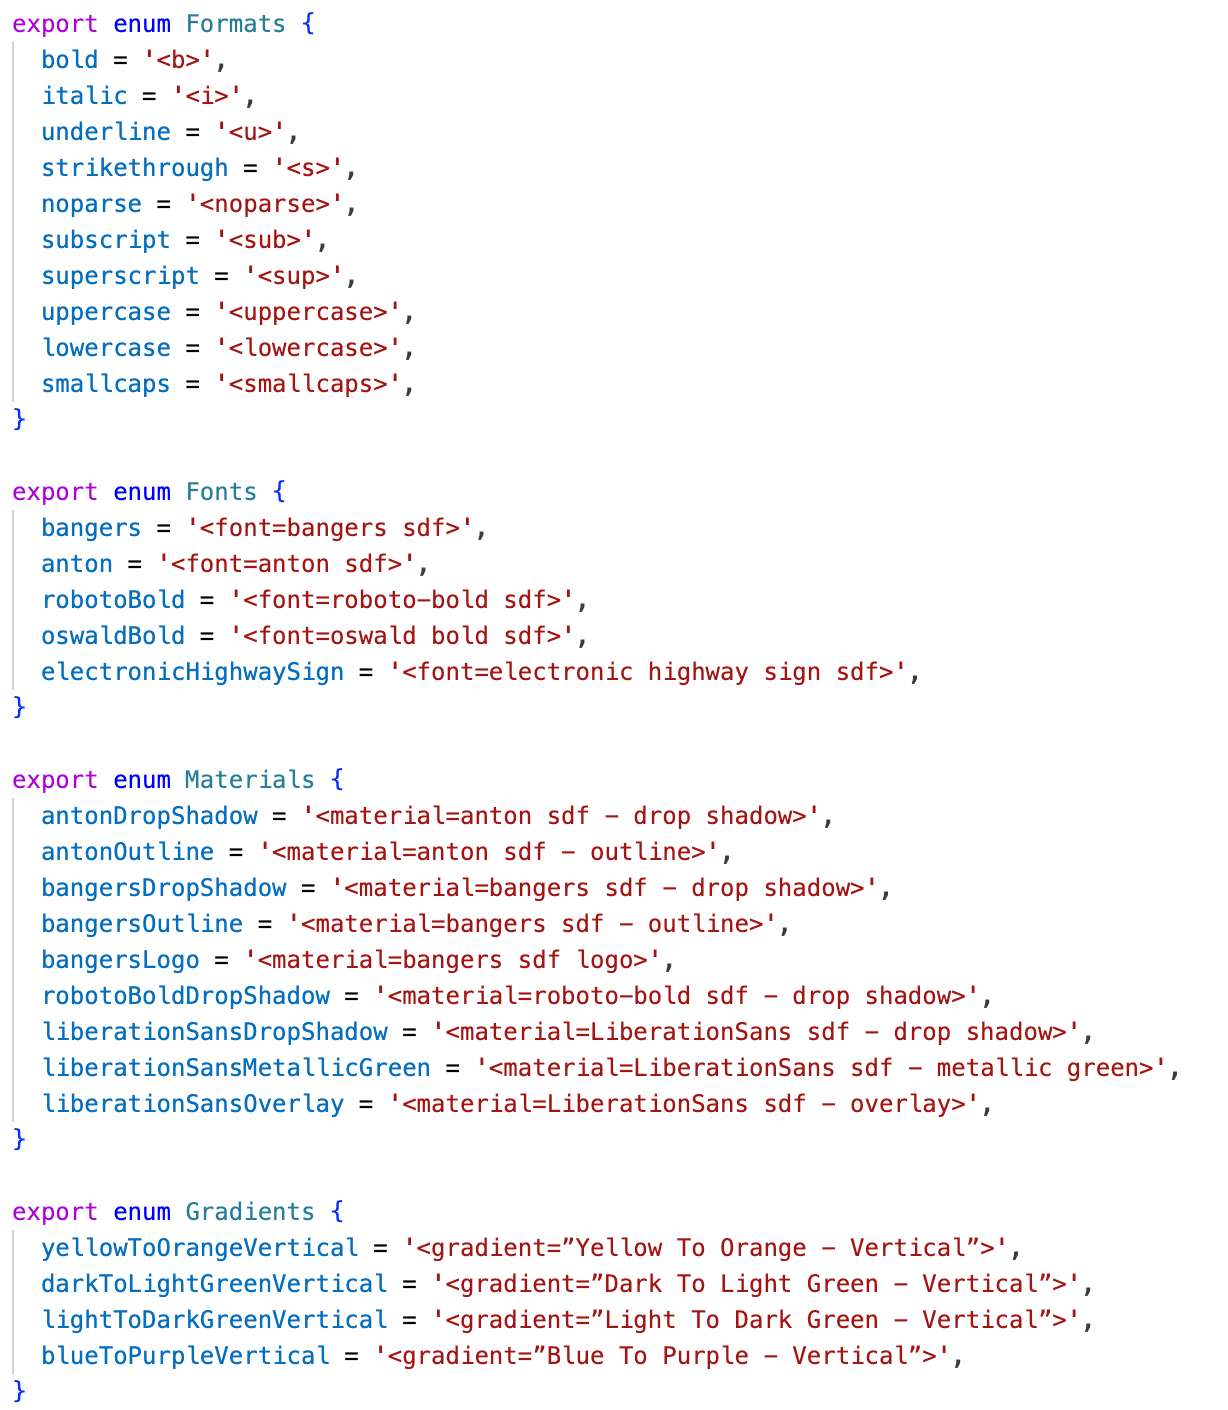 export enum Formats {
  bold = '<b>',
  italic = '<i>',
  underline = '<u>',
  strikethrough = '<s>',
  noparse = '<noparse>',
  subscript = '<sub>',
  superscript = '<sup>',
  uppercase = '<uppercase>',
  lowercase = '<lowercase>',
  smallcaps = '<smallcaps>',
}

export enum Fonts {
  bangers = '<font=bangers sdf>',
  anton = '<font=anton sdf>',
  robotoBold = '<font=roboto-bold sdf>',
  oswaldBold = '<font=oswald bold sdf>',
  electronicHighwaySign = '<font=electronic highway sign sdf>',
}

export enum Materials {
  antonDropShadow = '<material=anton sdf - drop shadow>',
  antonOutline = '<material=anton sdf - outline>',
  bangersDropShadow = '<material=bangers sdf - drop shadow>',
  bangersOutline = '<material=bangers sdf - outline>',
  bangersLogo = '<material=bangers sdf logo>',
  robotoBoldDropShadow = '<material=roboto-bold sdf - drop shadow>',
  liberationSansDropShadow = '<material=LiberationSans sdf - drop shadow>',
  liberationSansMetallicGreen = '<material=LiberationSans sdf - metallic green>',
  liberationSansOverlay = '<material=LiberationSans sdf - overlay>',
}

export enum Gradients {
  yellowToOrangeVertical = '<gradient=”Yellow To Orange - Vertical”>',
  darkToLightGreenVertical = '<gradient=”Dark To Light Green - Vertical”>',
  lightToDarkGreenVertical = '<gradient=”Light To Dark Green - Vertical”>',
  blueToPurpleVertical = '<gradient=”Blue To Purple - Vertical”>',
}